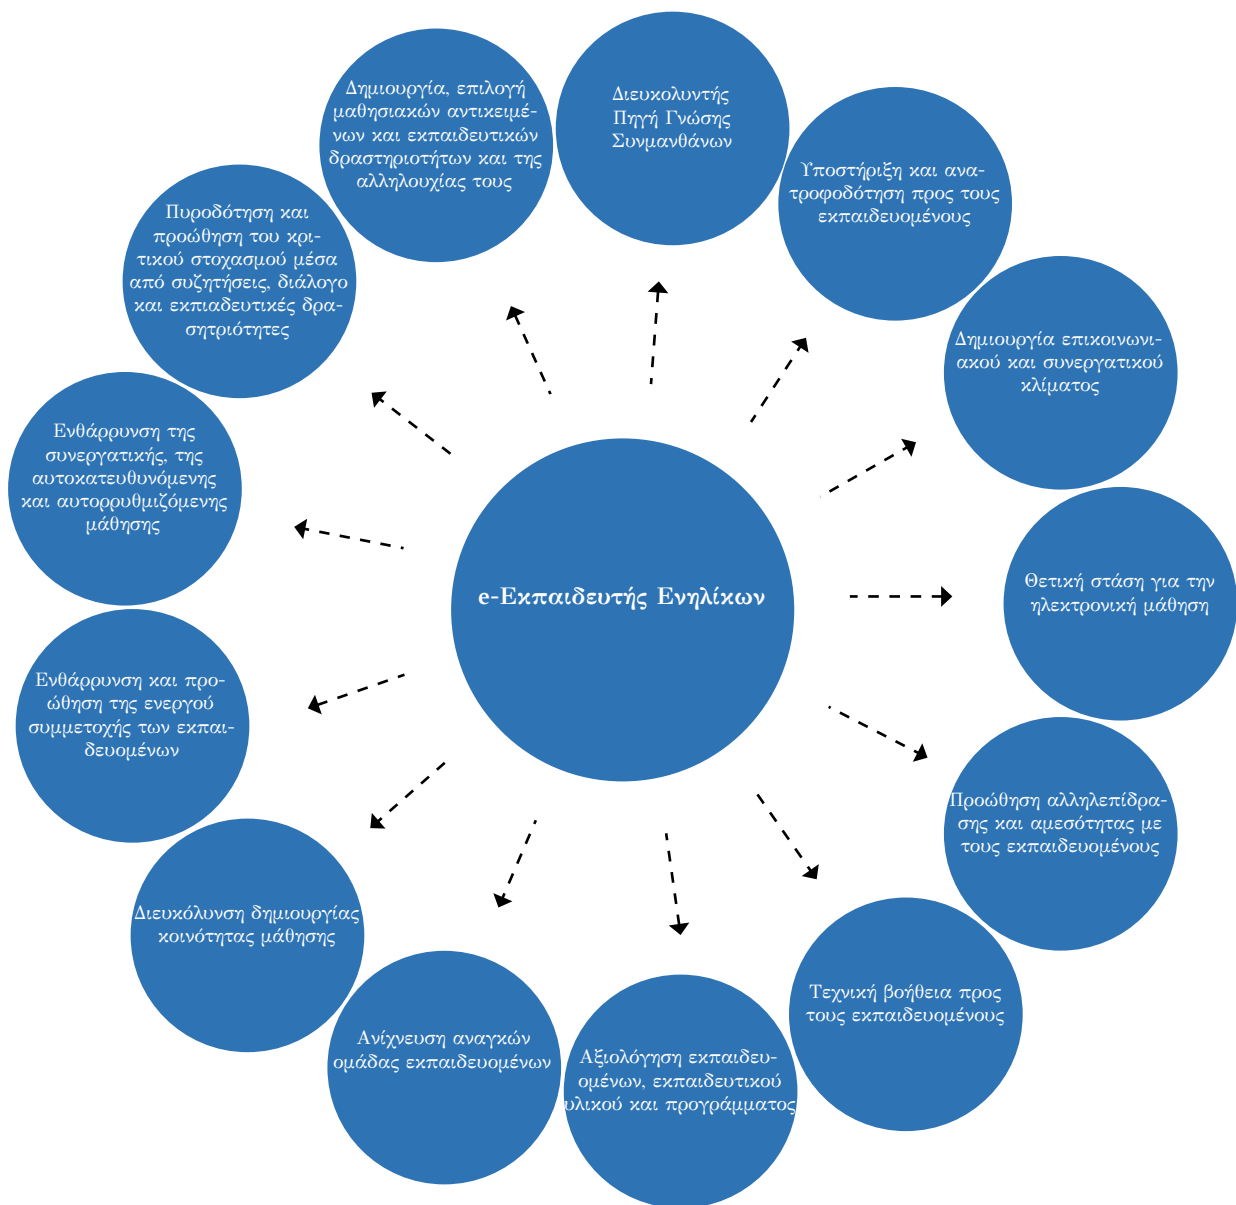 Διευκολυντής
Πηγή Γνώσης
Συνμανθάνων
Υποστήριξη και ανα-
τροφοδότηση προς τους
εκπαιδευομένους
Δημιουργία επικοινωνι-
ακού και συνεργατικού
κλίματος
Θετική στάση για την
ηλεκτρονική μάθηση
Προώθηση αλληλεπίδρα-
σης και αμεσότητας με
τους εκπαιδευομένους
Τεχνική βοήθεια προς
τους εκπαιδευομένους
Αξιολόγηση εκπαιδευ-
ομένων, εκπαιδευτικού
υλικού και προγράμματος
Ανίχνευση αναγκών
ομάδας εκπαιδευομένων
Διευκόλυνση δημιουργίας
κοινότητας μάθησης
Ενθάρρυνση και προ-
ώθηση της ενεργού
συμμετοχής των εκπαι-
δευομένων
Ενθάρρυνση της
συνεργατικής, της
αυτοκατευθυνόμενης
και αυτορρυθμιζόμενης
μάθησης
Πυροδότηση και
προώθηση του κρι-
τικού στοχασμού μέσα
από συζητήσεις, διάλογο
και εκπιαδευτικές δρα-
σητριότητες
Δημιουργία, επιλογή
μαθησιακών αντικειμέ-
νων και εκπαιδευτικών
δραστηριοτήτων και της
αλληλουχίας τους
e-Εκπαιδευτής Ενηλίκων